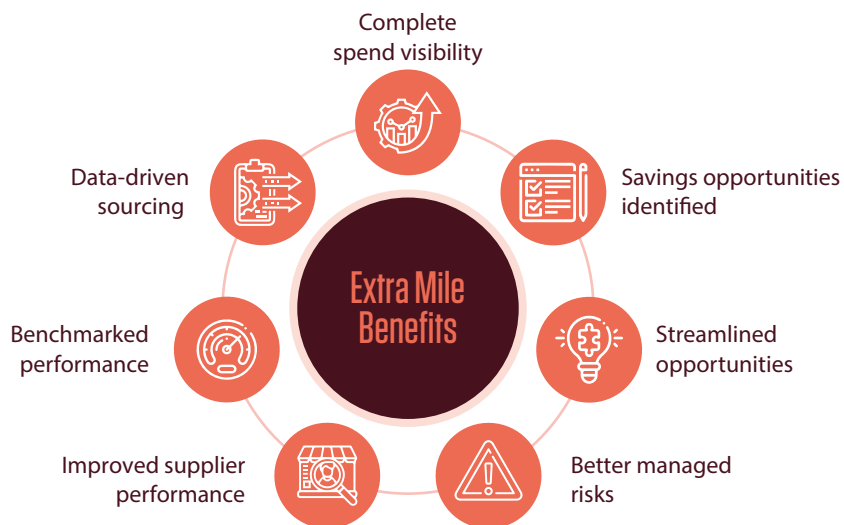 Complete
spend visibility
Data-driven
sourcing
Savings opportunities
identified
Extra Mile
Benefits
Benchmarked
performance
Streamlined
opportunities
Improved supplier
performance
Better managed
risks